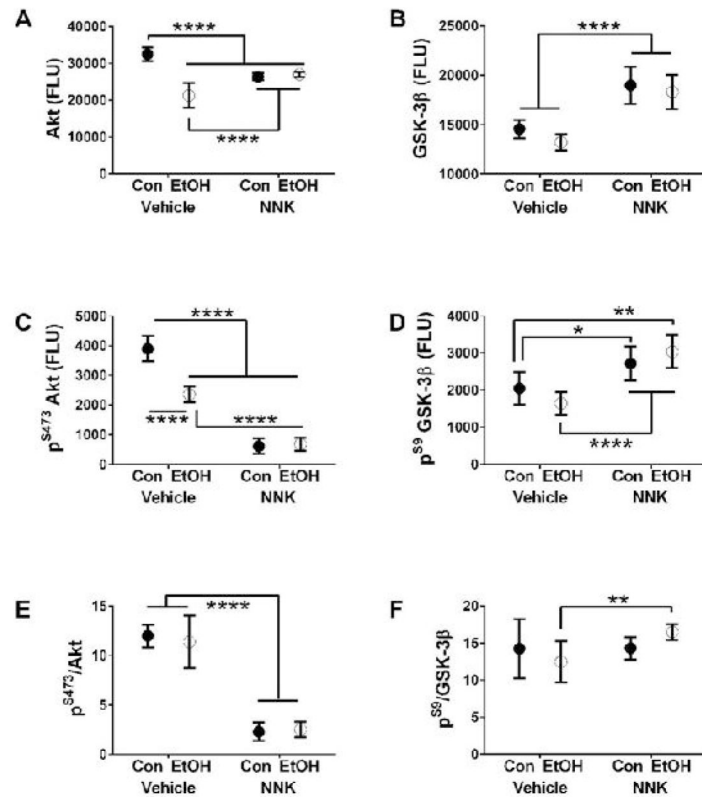 A
Akt (FLU)
40000
30000
20000
10000
0
****
****
Con EtOH Con EtOH
Vehicle NNK
B
GSK-3β (FLU)
25000
20000
15000
10000
****
Con EtOH Con EtOH
Vehicle NNK
C
pS473 Akt (FLU)
5000
4000
3000
2000
1000
0
****
****
****
Con EtOH Con EtOH
Vehicle NNK
D
pS9 GSK-3β (FLU)
4000
3000
2000
1000
0
**
*
****
Con EtOH Con EtOH
Vehicle NNK
E
pS473/Akt
15
10
5
0
****
Con EtOH Con EtOH
Vehicle NNK
F
pS9/GSK-3β
20
15
10
5
0
**
Con EtOH Con EtOH
Vehicle NNK